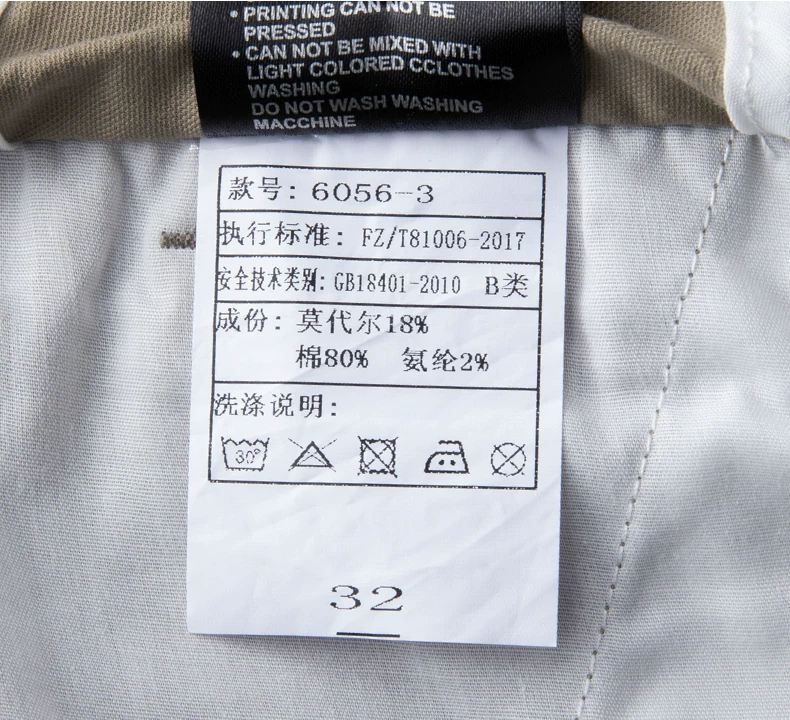 • PRINTING CAN NOT BE
PRESSED
• CAN NOT BE MIXED WITH
LIGHT COLORED CCLOTHES
WASHING
DO NOT WASH WASHING
MACCHINE
款号: 6056-3
执行标准: FZ/T81006-2017
安全技术类别: GB18401-2010 B类
成份: 莫代尔18%
棉80% 氨纶2%
洗涤说明:
30°
32